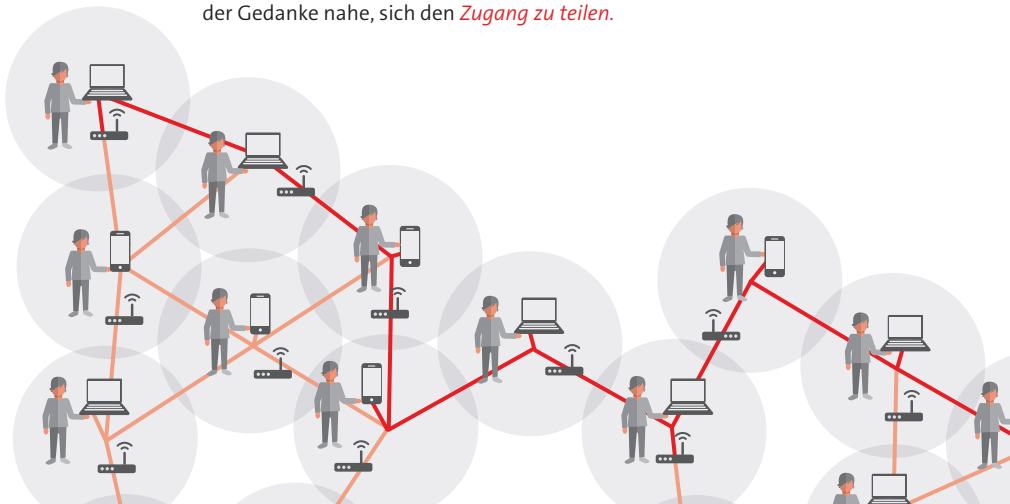 der Gedanke nahe, sich den Zugang zu teilen.